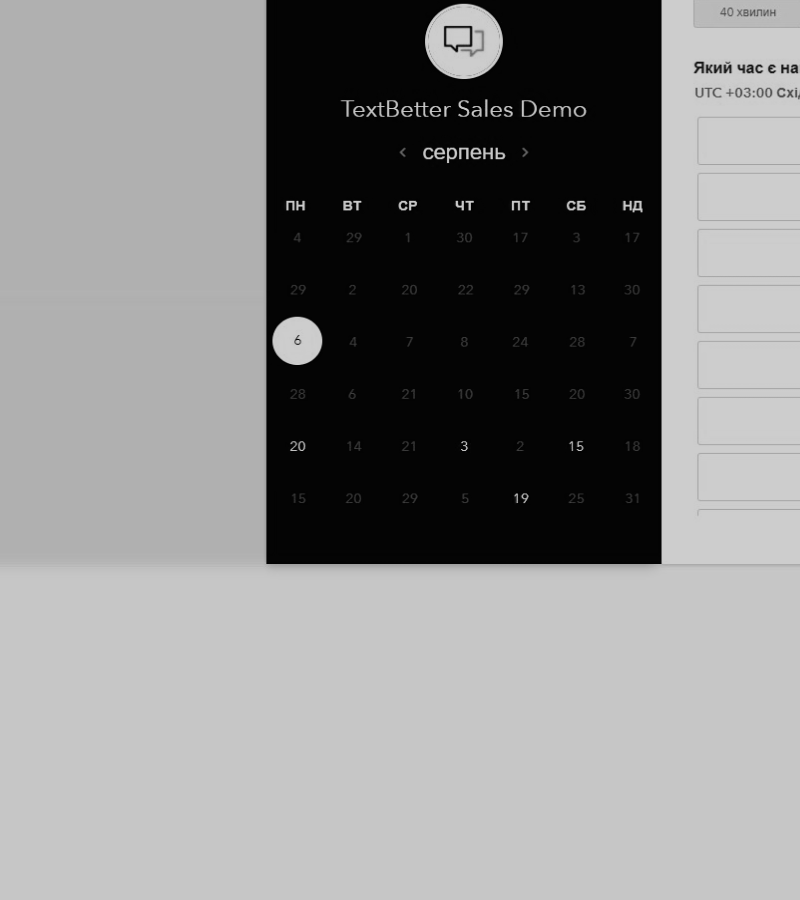 40 хвилин
TextBetter Sales Demo
серпень
Який час є на
UTC +03:00 Схід
ПН ВТ СР ЧТ ПТ СБ НД
4 29 1 30 17 3 17
29 2 20 22 29 13 30
6 4 7 8 24 28 7
28 6 21 10 15 20 30
20 14 21 3 2 15 18
15 20 29 5 19 25 31